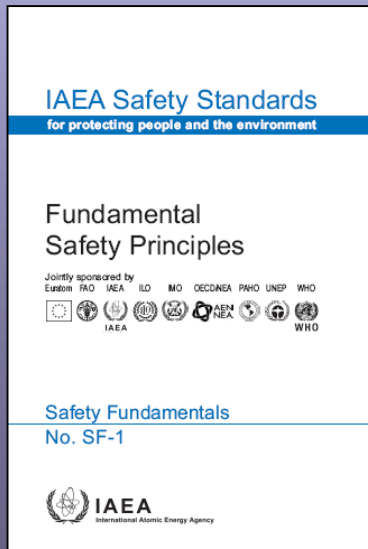 IAEA Safety Standards
for protecting people and the environment
Fundamental
Safety Principles
Jointly sponsored by
Euratom FAO IAEA ILO IMO OECD/NEA PAHO UNEP WHO
AEN
NEA
IAEA
WHO
Safety Fundamentals
No. SF-1
IAEA
International Atomic Energy Agency